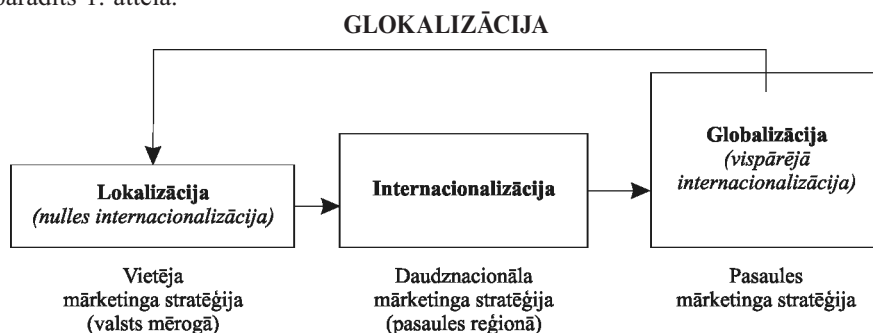 parādīts 1. attēlā.
GLOKALIZĀCIJA
Lokalizācija
(nulles internacionalizācija)
Internacionalizācija
Globalizācija
(vispārējā
internacionalizācija)
Vietēja
mārketinga stratēģija
(valsts mērogā)
Daudznacionāla
mārketinga stratēģija
(pasaules reģionā)
Pasaules
mārketinga stratēģija